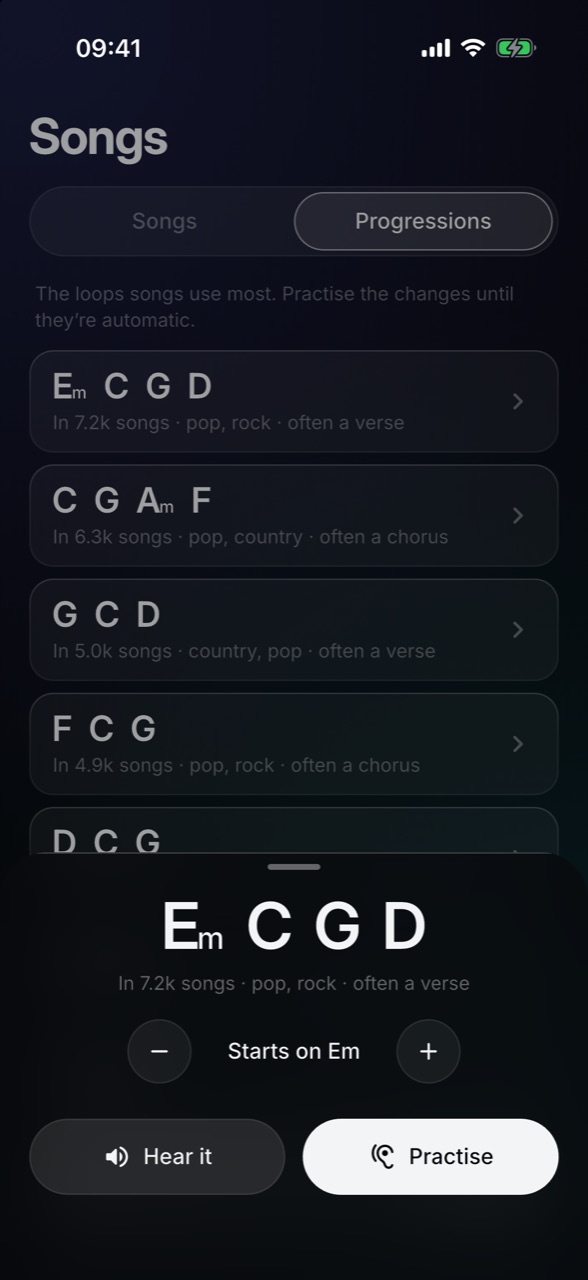 09:41
Songs
Songs
Progressions
The loops songs use most. Practise the changes until
they’re automatic.
Em C G D
In 7.2k songs · pop, rock · often a verse
C G Am F
In 6.3k songs · pop, country · often a chorus
G C D
In 5.0k songs · country, pop · often a verse
F C G
In 4.9k songs · pop, rock · often a chorus
D C G
Em C G D
In 7.2k songs · pop, rock · often a verse
− Starts on Em +
Hear it
Practise